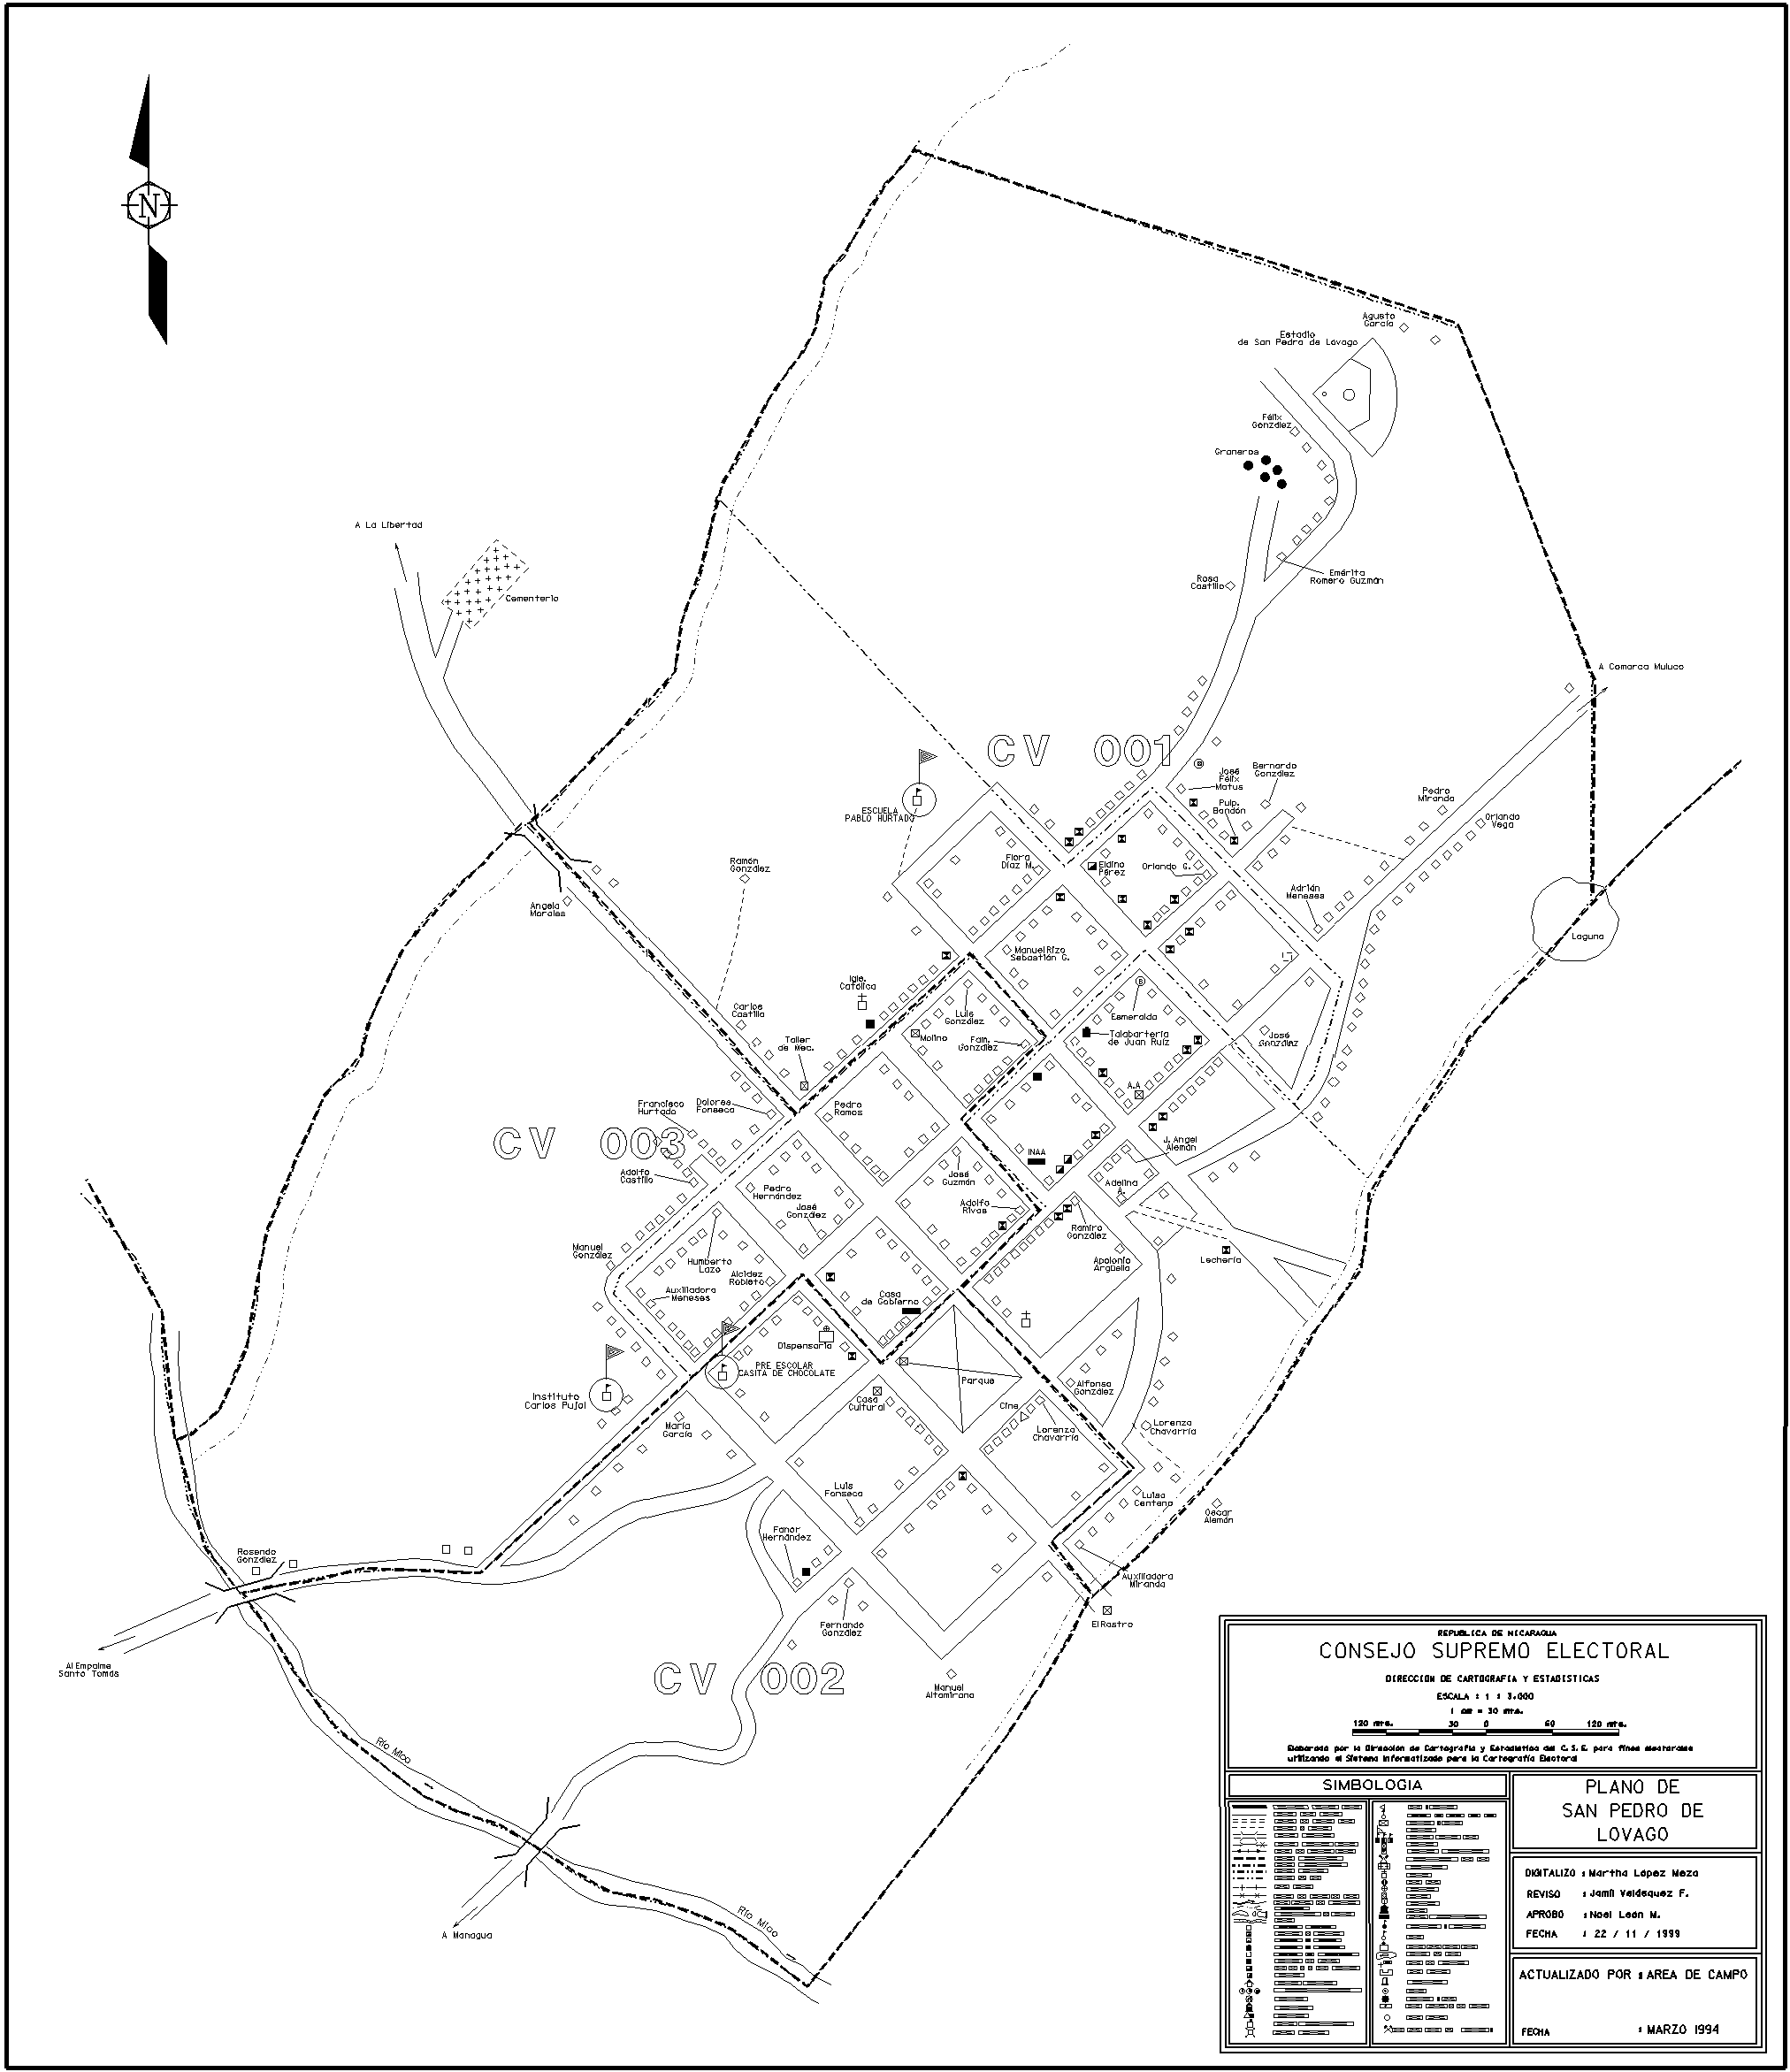 N
Agusto
García
Estadio
de San Pedro de Lovago
Félix
González
Graneros
A La Libertad
Cementerio
Emérita
Romero Guzmán
Rosa
Castillo
A Comarca Muluco
CV 001
José
Félix
Matus
Bernardo
González
Pulp.
Bandón
Pedro
Miranda
Orlando
Vega
ESCUELA
PABLO HURTADO
Ramón
González
Flora
Díaz M.
Eldino
Pérez
Orlando G.
Adrián
Meneses
Angela
Morales
Laguna
Manuel Rizo
Sebastián G.
Igle.
Católica
Carlos
Castillo
Luis
González
Esmeralda
Taller
de Mec.
Molino
Fam.
González
Talabartería
de Juan Ruíz
José
González
A.A
Francisco
Hurtado
Dolores
Fonseca
Pedro
Ramos
CV 003
INAA
J. Angel
Alemán
Adolfo
Castillo
José
Guzmán
Pedro
Hernández
Adelina
A.
José
González
Adolfo
Rivas
Ramiro
González
Manuel
González
Humberto
Lazo
Alcidez
Robleto
Apolonio
Argüello
Lechería
Auxiliadora
Meneses
Casa
de Gobierno
Dispensario
PRE ESCOLAR
CASITA DE CHOCOLATE
Parque
Alfonso
González
Instituto
Carlos Pujol
Casa
Cultural
Cine
Lorenza
Chavarría
Lorenza
Chavarría
María
García
Luis
Fonseca
Luisa
Centeno
Oscar
Alemán
Fanor
Hernández
Rosendo
González
Auxiliadora
Miranda
Fernando
González
El Rastro
Al Empalme
Santo Tomás
CV 002
Manuel
Altamirano
Río Mico
Río Mico
A Managua
REPUBLICA DE NICARAGUA
CONSEJO SUPREMO ELECTORAL
DIRECCION DE CARTOGRAFIA Y ESTADISTICAS
ESCALA : 1 : 3.000
1 cm = 30 mts.
120 mts. 30 0 60 120 mts.
Elaborado por la Dirección de Cartografía y Estadística del C. S. E. para fines electorales
utilizando el Sistema Informatizado para la Cartografía Electoral
SIMBOLOGIA
PLANO DE
SAN PEDRO DE
LOVAGO
DIGITALIZO : Martha López Meza
REVISO : Jamil Velásquez F.
APROBO : Noel León M.
FECHA : 22 / 11 / 1999
ACTUALIZADO POR : AREA DE CAMPO
FECHA : MARZO 1994